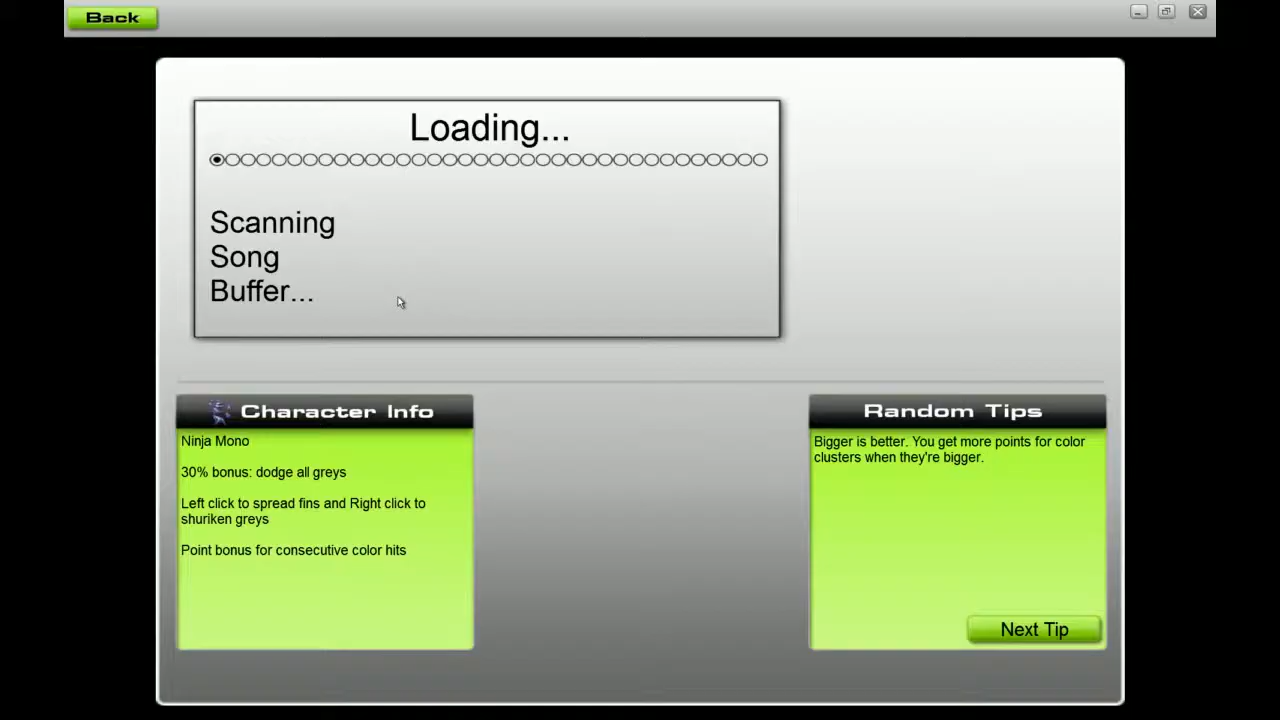 Back
Loading...
Scanning
Song
Buffer...
Character Info
Ninja Mono
30% bonus: dodge all greys
Left click to spread fins and Right click to
shuriken greys
Point bonus for consecutive color hits
Random Tips
Bigger is better. You get more points for color
clusters when they're bigger.
Next Tip